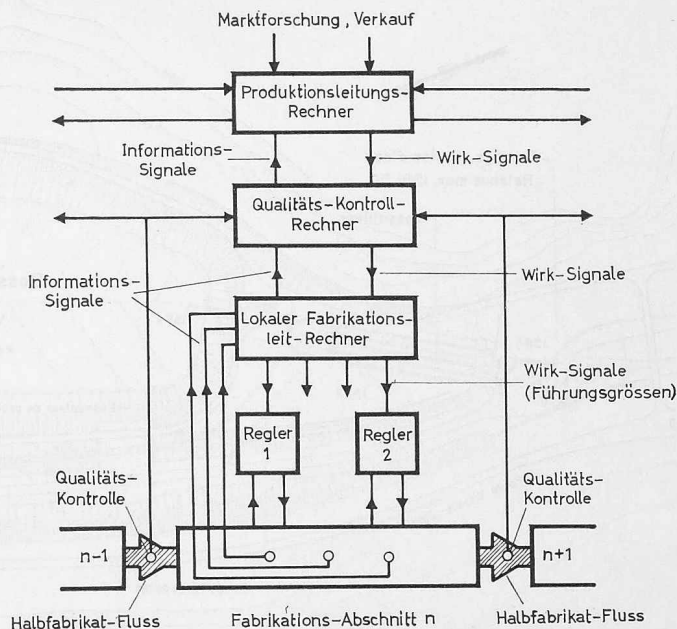 Marktforschung, Verkauf
Produktionsleitungs-
Rechner
Informations-
Signale
Wirk-Signale
Qualitäts-Kontroll-
Rechner
Informations-
Signale
Wirk-Signale
Lokaler Fabrikations-
leit-Rechner
Wirk-Signale
(Führungsgrössen)
Regler
1
Regler
2
Qualitäts-
Kontrolle
Qualitäts-
Kontrolle
n-1
n+1
Halbfabrikat-Fluss
Fabrikations-Abschnitt n
Halbfabrikat-Fluss